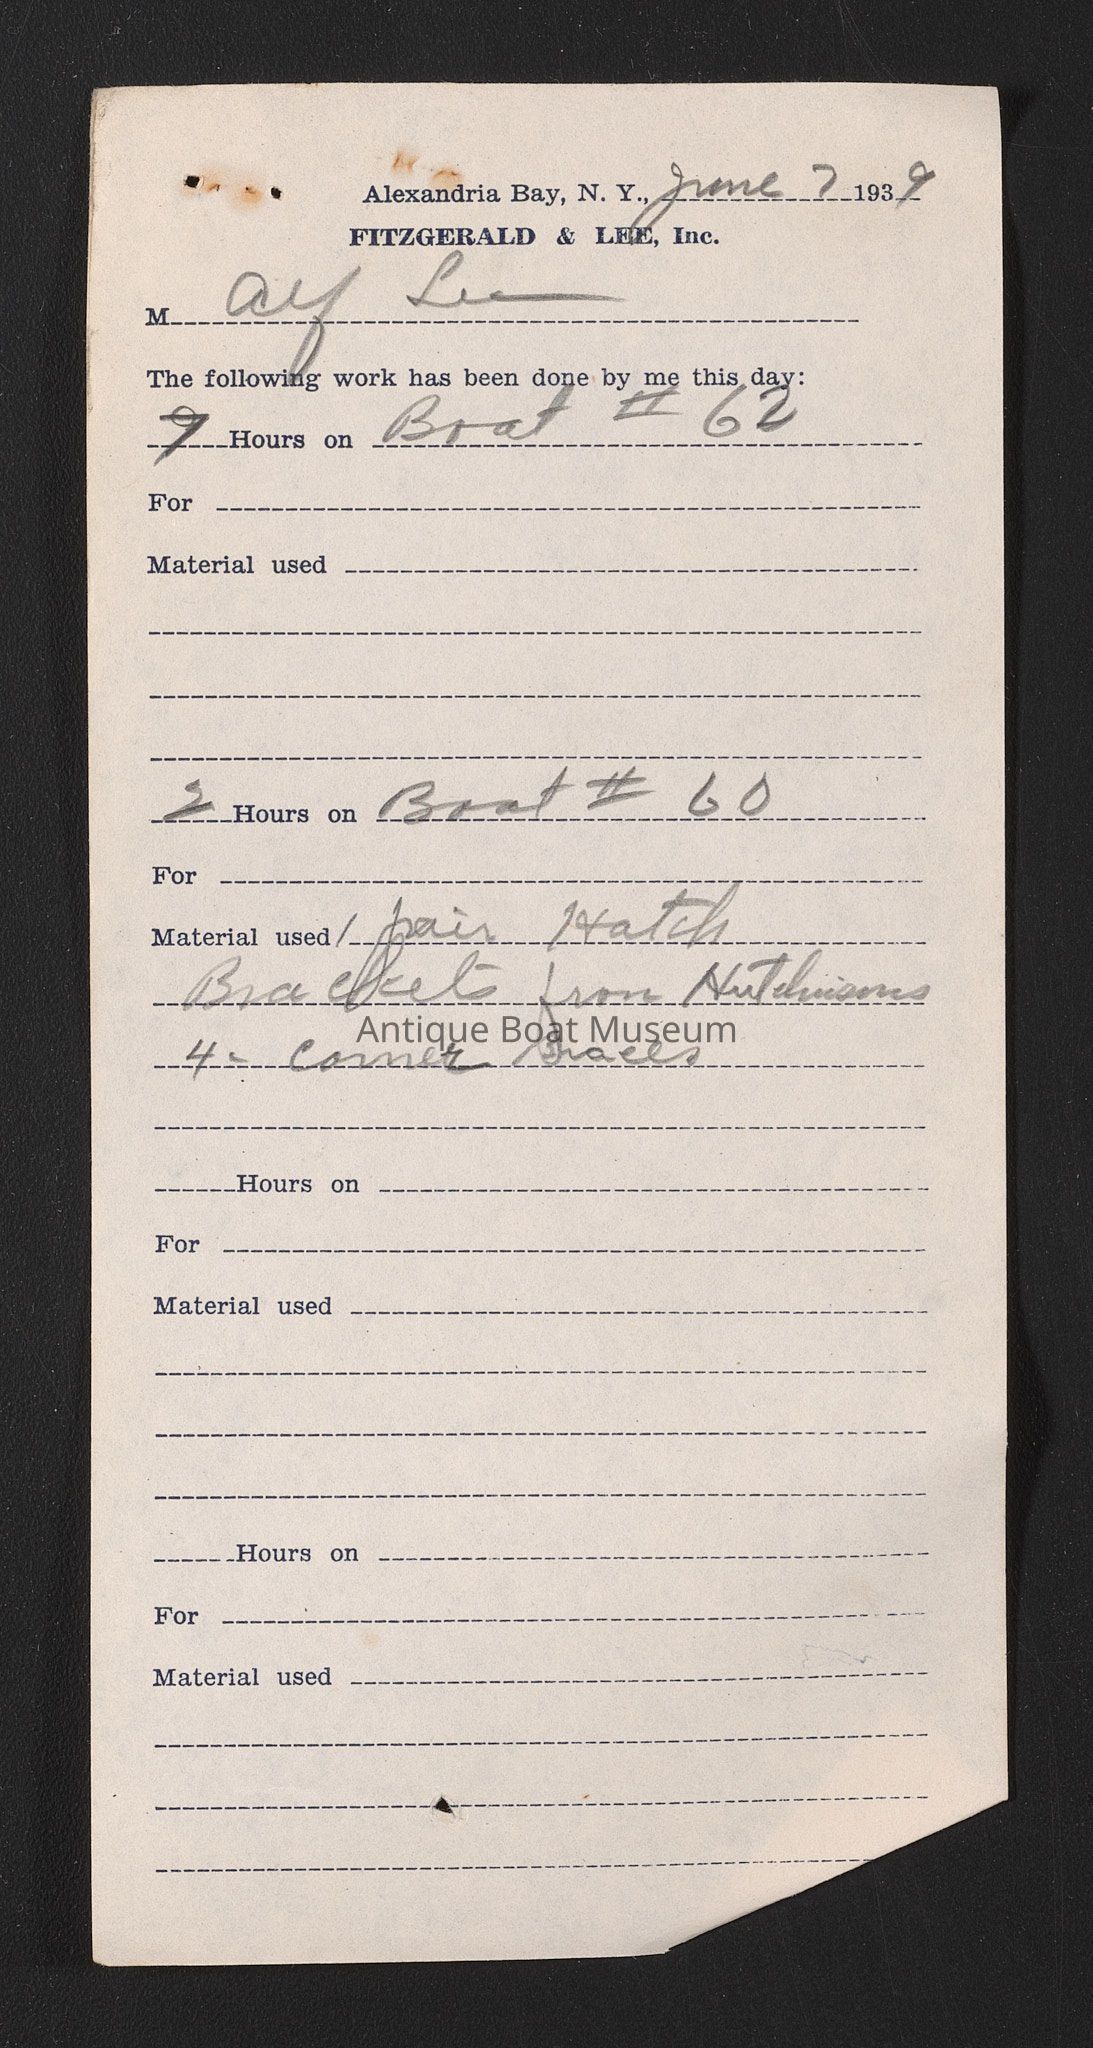 Alexandria Bay, N. Y., June 7 1939
FITZGERALD & LEE, Inc.
M Alf Lee
The following work has been done by me this day:
Hours on Boat # 62
For
Material used
2 Hours on Boat # 60
For
Material used 1 pair Hatch
Brackets from Hutchinsons
Antique Boat Museum
4 - Corner Braces
Hours on
For
Material used
Hours on
For
Material used